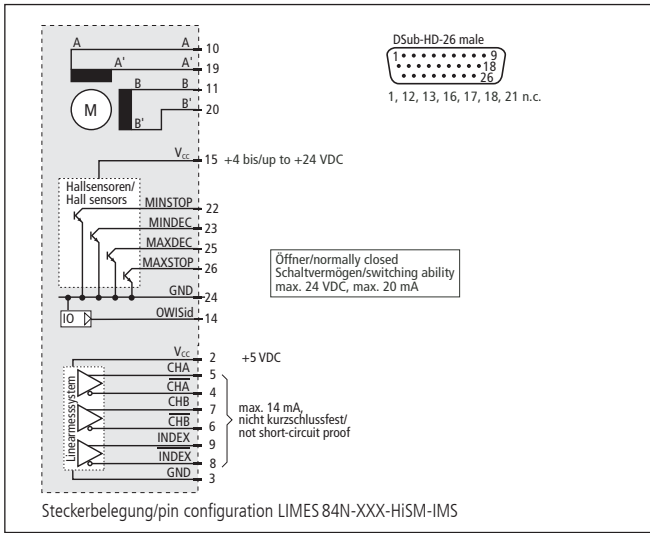 DSub-HD-26 male
1 9
18
26
1, 12, 13, 16, 17, 18, 21 n.c.
A A 10
A' A' 19
B B 11
B' B' 20
M
Vcc 15 +4 bis/up to +24 VDC
Hallsensoren/
Hall sensors
MINSTOP 22
MINDEC 23
MAXDEC 25
MAXSTOP 26
GND 24
IO OWISid 14
Öffner/normally closed
Schaltvermögen/switching ability
max. 24 VDC, max. 20 mA
Vcc 2 +5 VDC
CHA 5
C̅H̅A̅ 4
CHB 7
C̅H̅B̅ 6
INDEX 9
I̅N̅D̅E̅X̅ 8
GND 3
Linearmesssystem
max. 14 mA,
nicht kurzschlussfest/
not short-circuit proof
Steckerbelegung/pin configuration LIMES 84N-XXX-HiSM-IMS